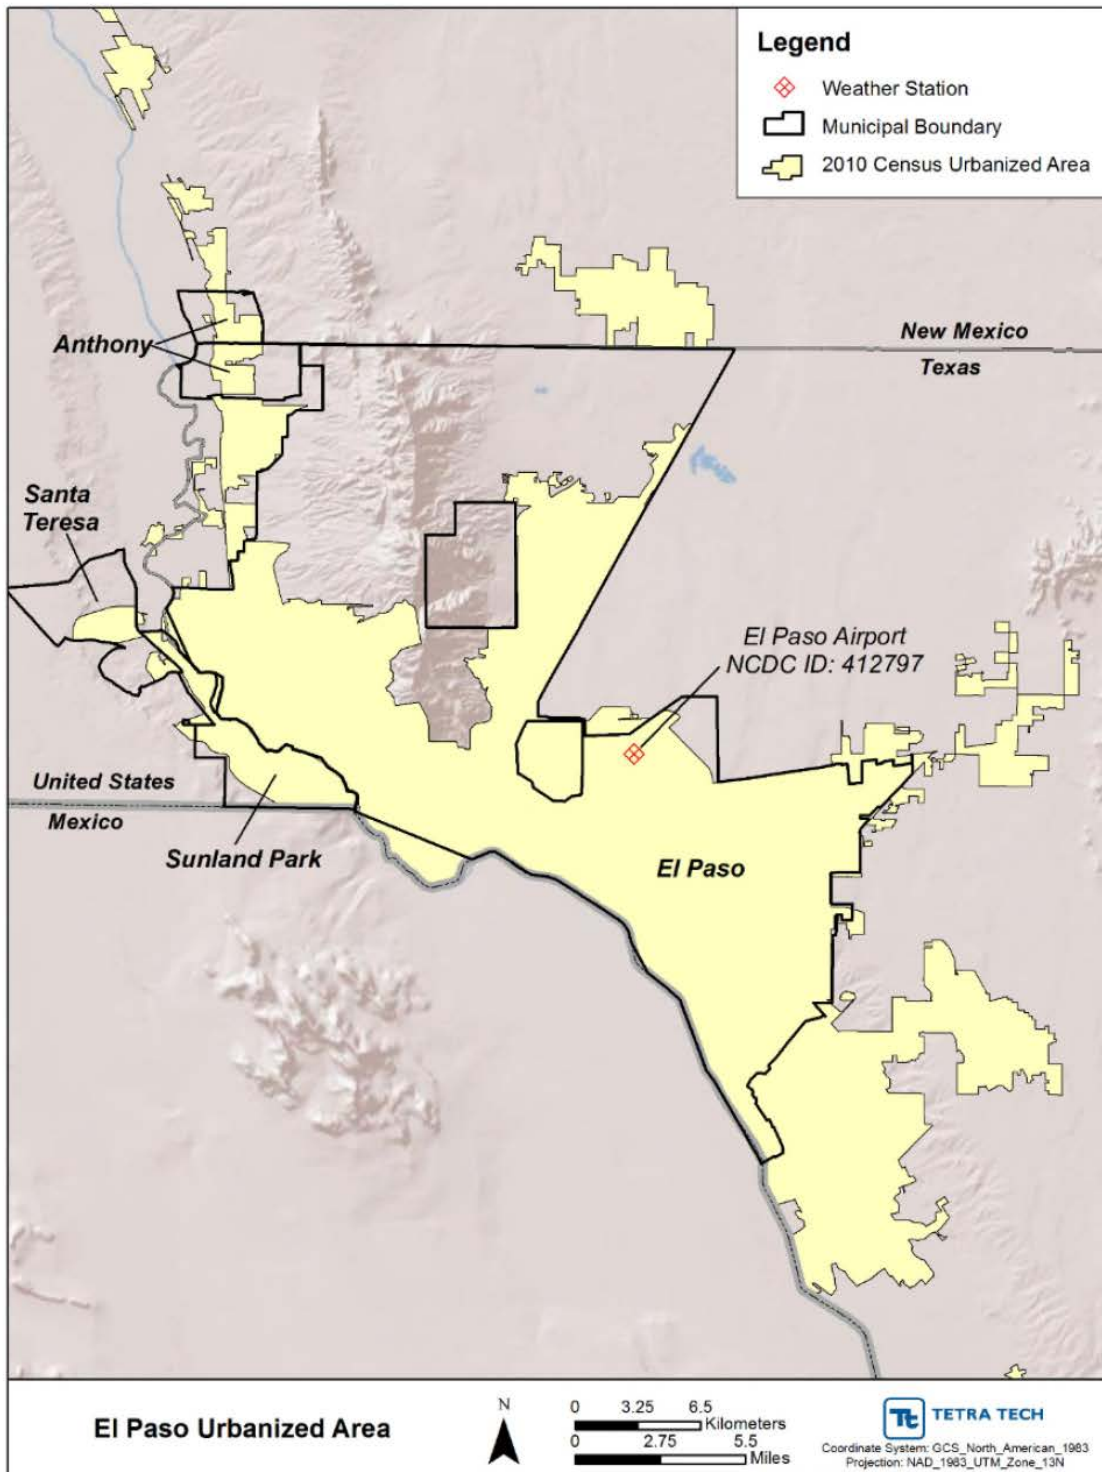 Legend
Weather Station
Municipal Boundary
2010 Census Urbanized Area
Anthony
New Mexico
Texas
Santa
Teresa
El Paso Airport
NCDC ID: 412797
United States
Mexico
Sunland Park
El Paso
El Paso Urbanized Area
N
0 3.25 6.5
Kilometers
0 2.75 5.5
Miles
Tt TETRA TECH
Coordinate System: GCS_North_American_1983
Projection: NAD_1983_UTM_Zone_13N